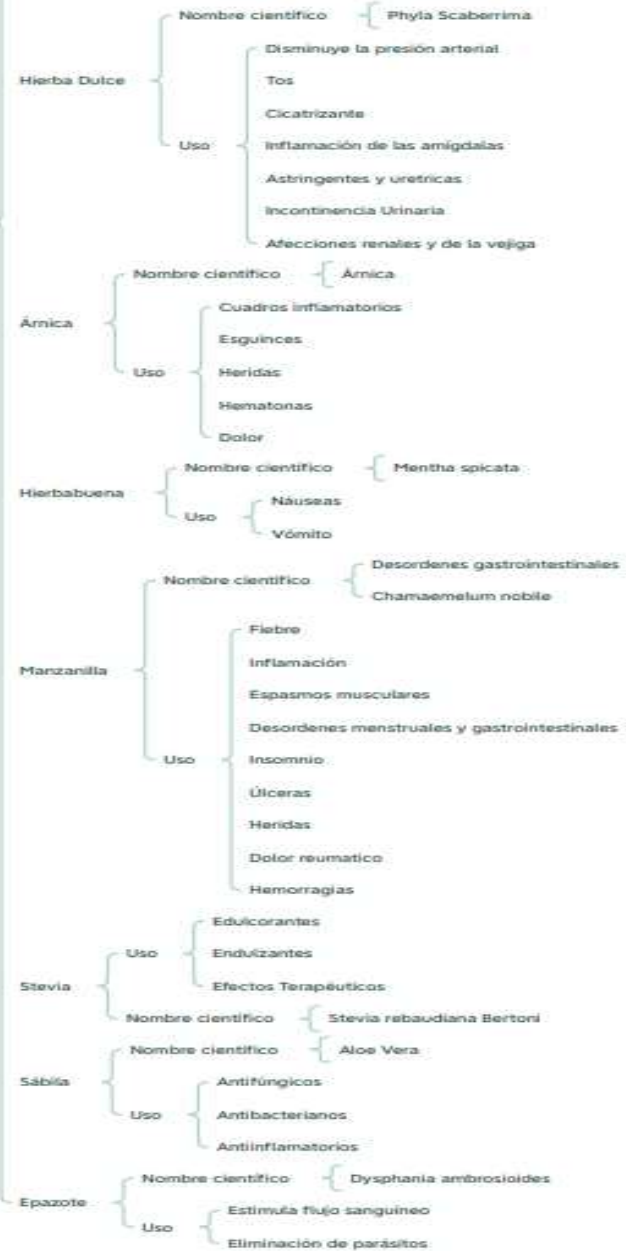 Nombre científico
Phyla Scaberrima
Disminuye la presión arterial
Hierba Dulce
Tos
Cicatrizante
Uso
Inflamación de las amígdalas
Astringentes y uretricas
Incontinencia Urinaria
Afecciones renales y de la vejiga
Nombre científico
Árnica
Cuadros inflamatorios
Árnica
Esguinces
Uso
Heridas
Hematonas
Dolor
Nombre científico
Mentha spicata
Hierbabuena
Náuseas
Uso
Vómito
Desordenes gastrointestinales
Nombre científico
Chamaemelum nobile
Fiebre
Inflamación
Manzanilla
Espasmos musculares
Desordenes menstruales y gastrointestinales
Uso
Insomnio
Úlceras
Heridas
Dolor reumatico
Hemorragias
Edulcorantes
Uso
Endulzantes
Stevia
Efectos Terapéuticos
Nombre científico
Stevia rebaudiana Bertoni
Nombre científico
Aloe Vera
Sábila
Antifúngicos
Uso
Antibacterianos
Antiinflamatorios
Nombre científico
Dysphania ambrosioides
Epazote
Estimula flujo sanguíneo
Uso
Eliminación de parásitos